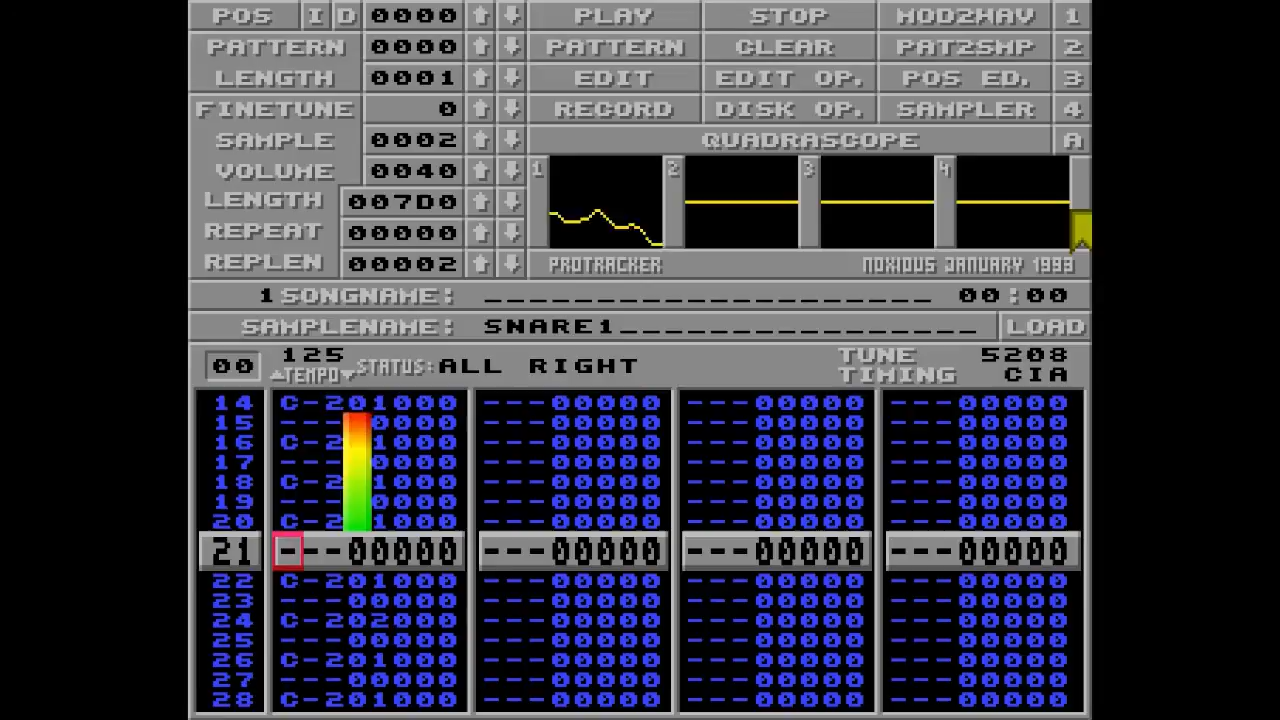 POS I D 0000 PLAY STOP MOD2WAV 1
PATTERN 0000 PATTERN CLEAR PAT2SMP 2
LENGTH 0001 EDIT EDIT OP. POS ED. 3
FINETUNE 0 RECORD DISK OP. SAMPLER 4
SAMPLE 0002 QUADRASCOPE A
VOLUME 0040 1 2 3 4
LENGTH 007D0
REPEAT 00000
REPLEN 00002 PROTRACKER NOXIOUS JANUARY 1993
1 SONGNAME: ____________________ 00:00
SAMPLENAME: SNARE1________________ LOAD
00 125 TEMPO STATUS: ALL RIGHT TUNE 5208
TIMING CIA
14 C-201000 ---00000 ---00000 ---00000
15 ---00000 ---00000 ---00000 ---00000
16 C-201000 ---00000 ---00000 ---00000
17 ---00000 ---00000 ---00000 ---00000
18 C-201000 ---00000 ---00000 ---00000
19 ---00000 ---00000 ---00000 ---00000
20 C-201000 ---00000 ---00000 ---00000
21 ---00000 ---00000 ---00000 ---00000
22 C-201000 ---00000 ---00000 ---00000
23 ---00000 ---00000 ---00000 ---00000
24 C-202000 ---00000 ---00000 ---00000
25 ---00000 ---00000 ---00000 ---00000
26 C-201000 ---00000 ---00000 ---00000
27 ---00000 ---00000 ---00000 ---00000
28 C-201000 ---00000 ---00000 ---00000